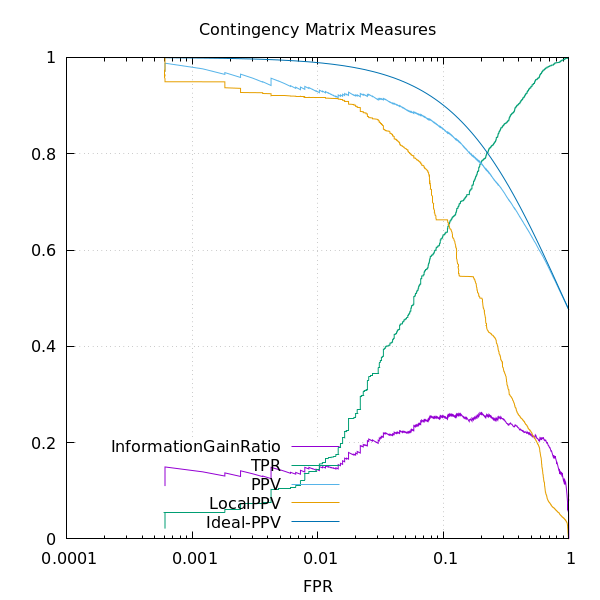 Contingency Matrix Measures
1
0.8
0.6
0.4
0.2
0
InformationGainRatio
TPR
PPV
LocalPPV
Ideal-PPV
0.0001 0.001 0.01 0.1 1
FPR